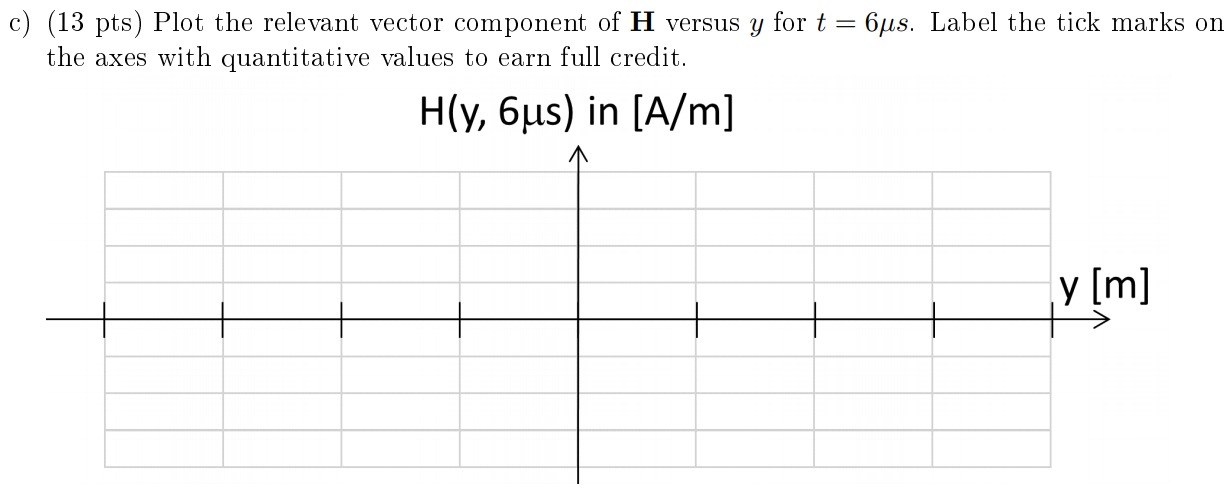 c) (13 pts) Plot the relevant vector component of H versus y for t = 6μs. Label the tick marks on
the axes with quantitative values to earn full credit.
H(y, 6μs) in [A/m]
y [m]